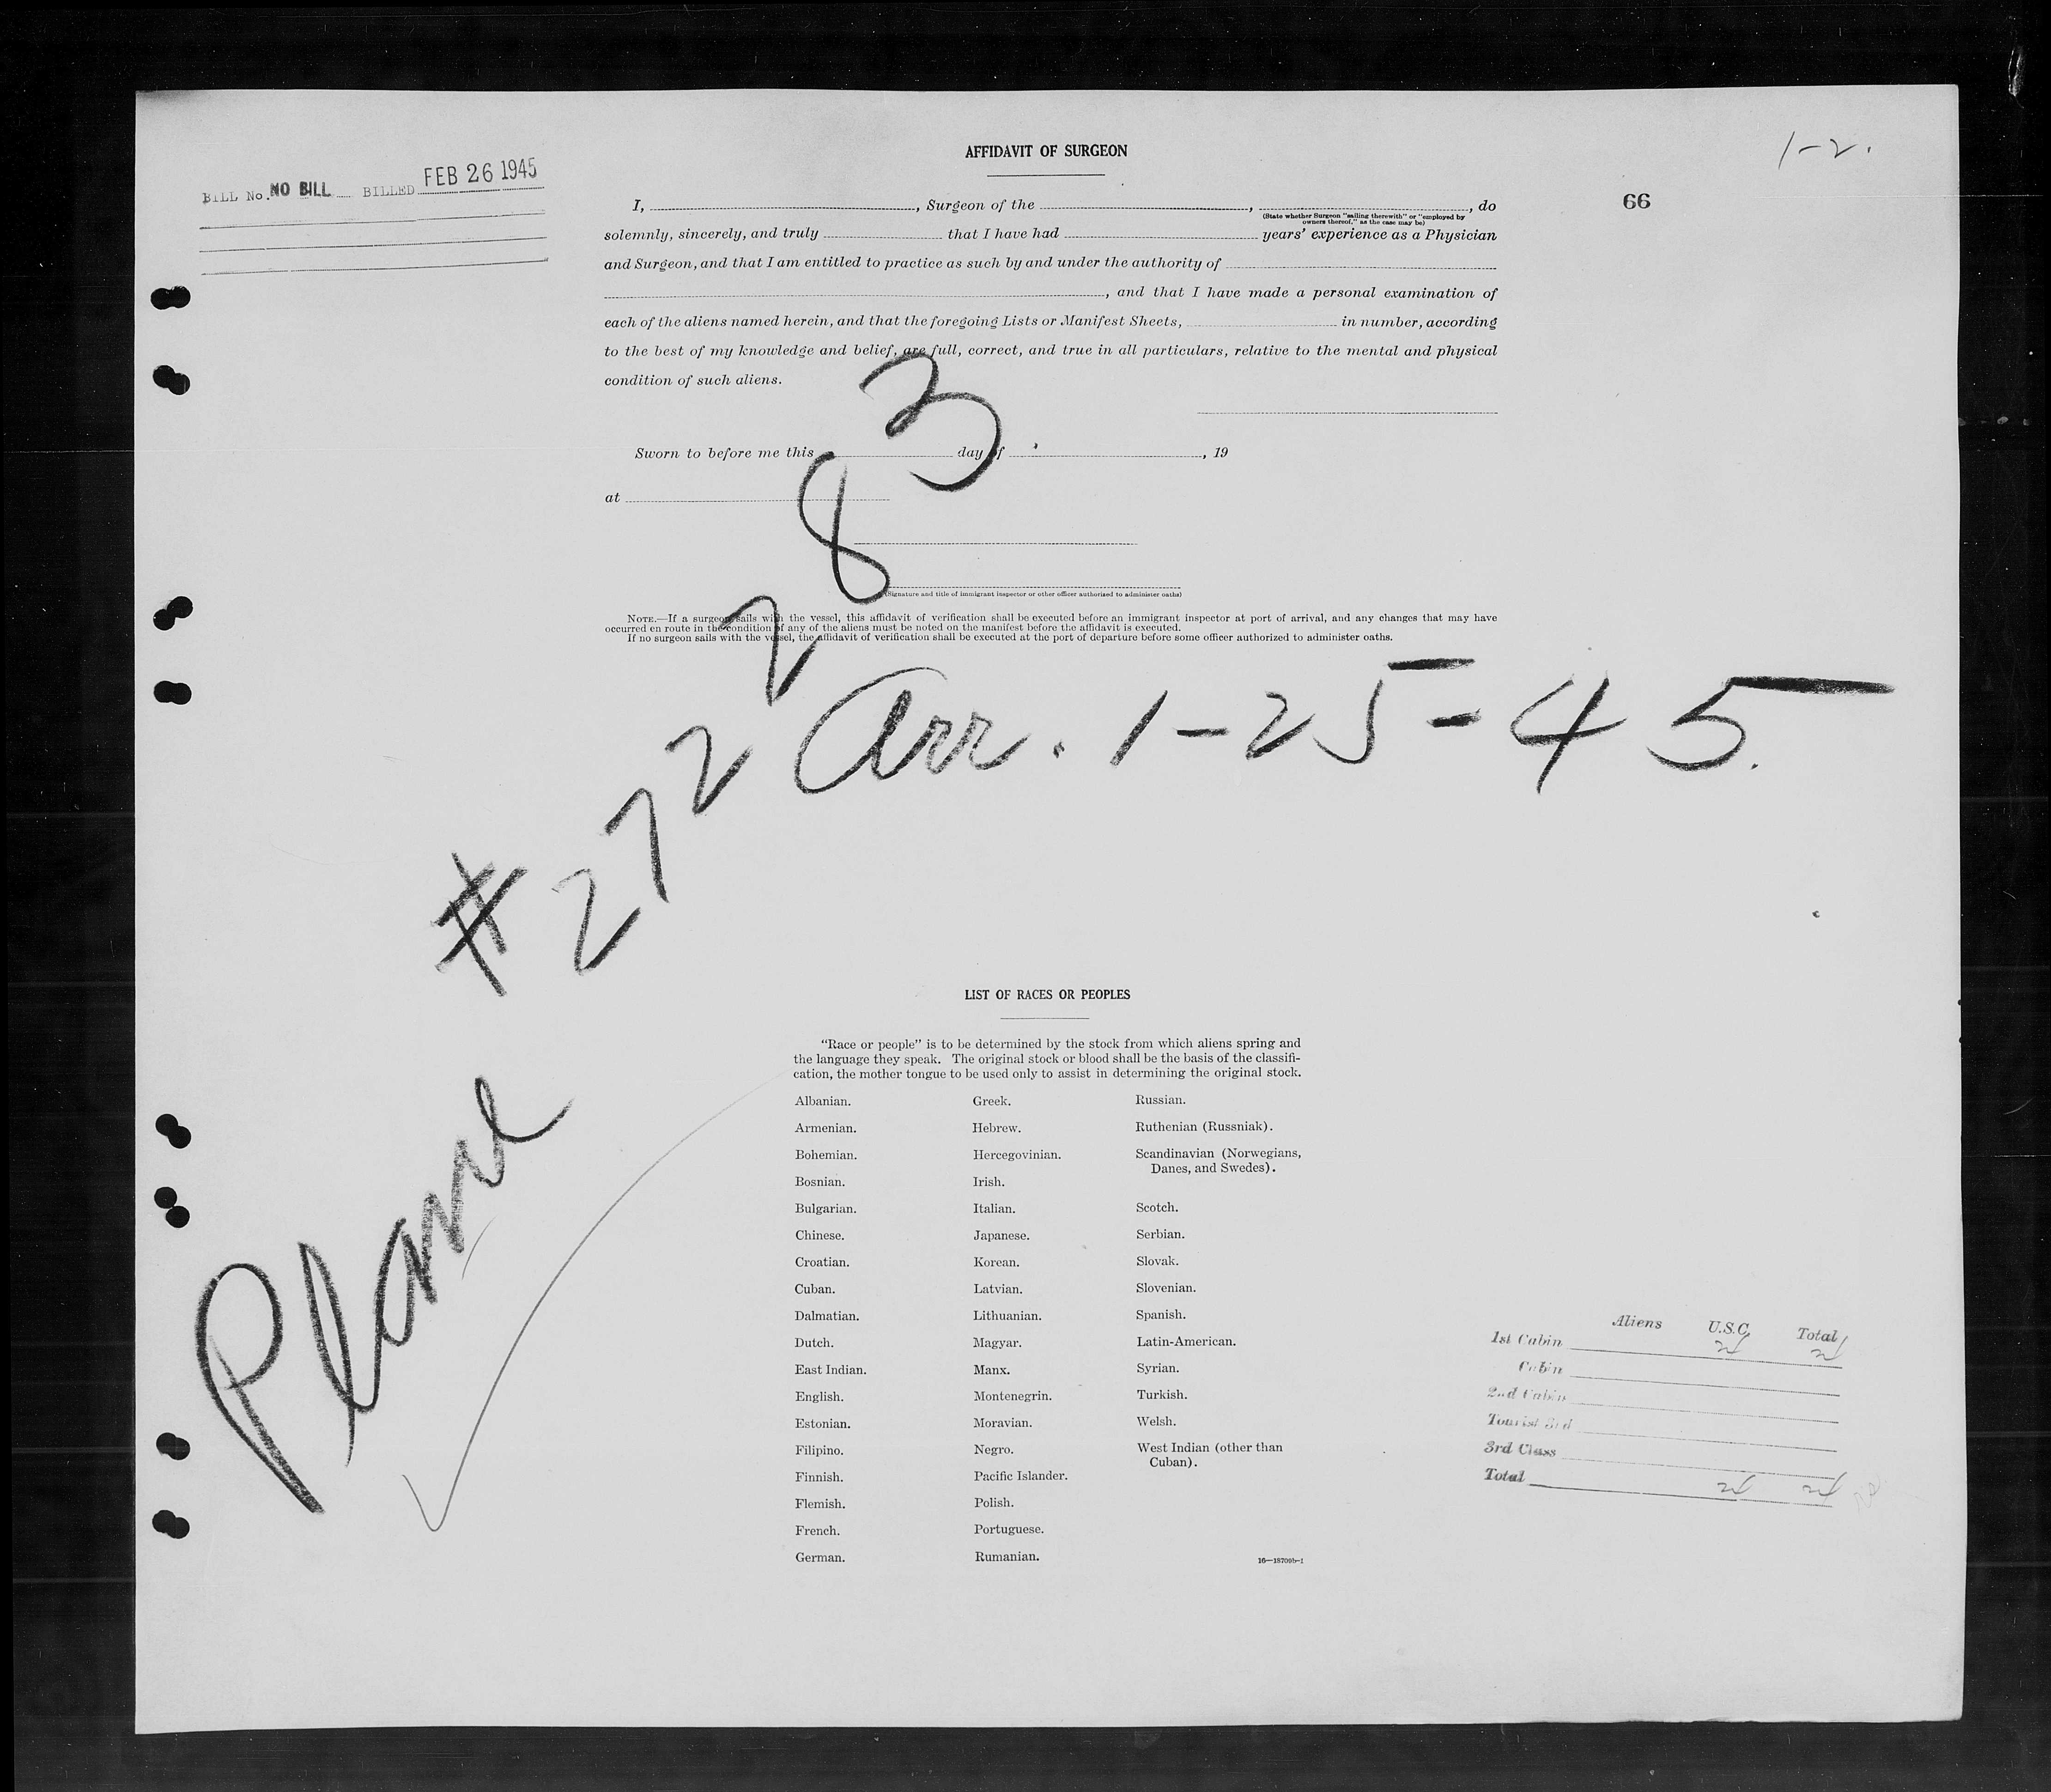 AFFIDAVIT OF SURGEON
1-2.
BILL No. NO BILL BILLED FEB 26 1945
66
I, , Surgeon of the , , do
(State whether Surgeon "sailing therewith" or "employed by
owners thereof," as the case may be)
solemnly, sincerely, and truly that I have had years' experience as a Physician
and Surgeon, and that I am entitled to practice as such by and under the authority of
, and that I have made a personal examination of
each of the aliens named herein, and that the foregoing Lists or Manifest Sheets, in number, according
to the best of my knowledge and belief, are full, correct, and true in all particulars, relative to the mental and physical
condition of such aliens.
Sworn to before me this day of , 19
at
(Signature and title of immigrant inspector or other officer authorized to administer oaths)
NOTE.—If a surgeon sails with the vessel, this affidavit of verification shall be executed before an immigrant inspector at port of arrival, and any changes that may have
occurred en route in the condition of any of the aliens must be noted on the manifest before the affidavit is executed.
If no surgeon sails with the vessel, the affidavit of verification shall be executed at the port of departure before some officer authorized to administer oaths.
Plane # 272283
Arr. 1-25-45.
LIST OF RACES OR PEOPLES
"Race or people" is to be determined by the stock from which aliens spring and
the language they speak. The original stock or blood shall be the basis of the classifi-
cation, the mother tongue to be used only to assist in determining the original stock.
Albanian.
Armenian.
Bohemian.
Bosnian.
Bulgarian.
Chinese.
Croatian.
Cuban.
Dalmatian.
Dutch.
East Indian.
English.
Estonian.
Filipino.
Finnish.
Flemish.
French.
German.
Greek.
Hebrew.
Hercegovinian.
Irish.
Italian.
Japanese.
Korean.
Latvian.
Lithuanian.
Magyar.
Manx.
Montenegrin.
Moravian.
Negro.
Pacific Islander.
Polish.
Portuguese.
Rumanian.
Russian.
Ruthenian (Russniak).
Scandinavian (Norwegians,
Danes, and Swedes).
Scotch.
Serbian.
Slovak.
Slovenian.
Spanish.
Latin-American.
Syrian.
Turkish.
Welsh.
West Indian (other than
Cuban).
16—18709b-1
Aliens U.S.C. Total
1st Cabin 21 21
Cabin
2nd Cabin
Tourist 3rd
3rd Class
Total 21 21